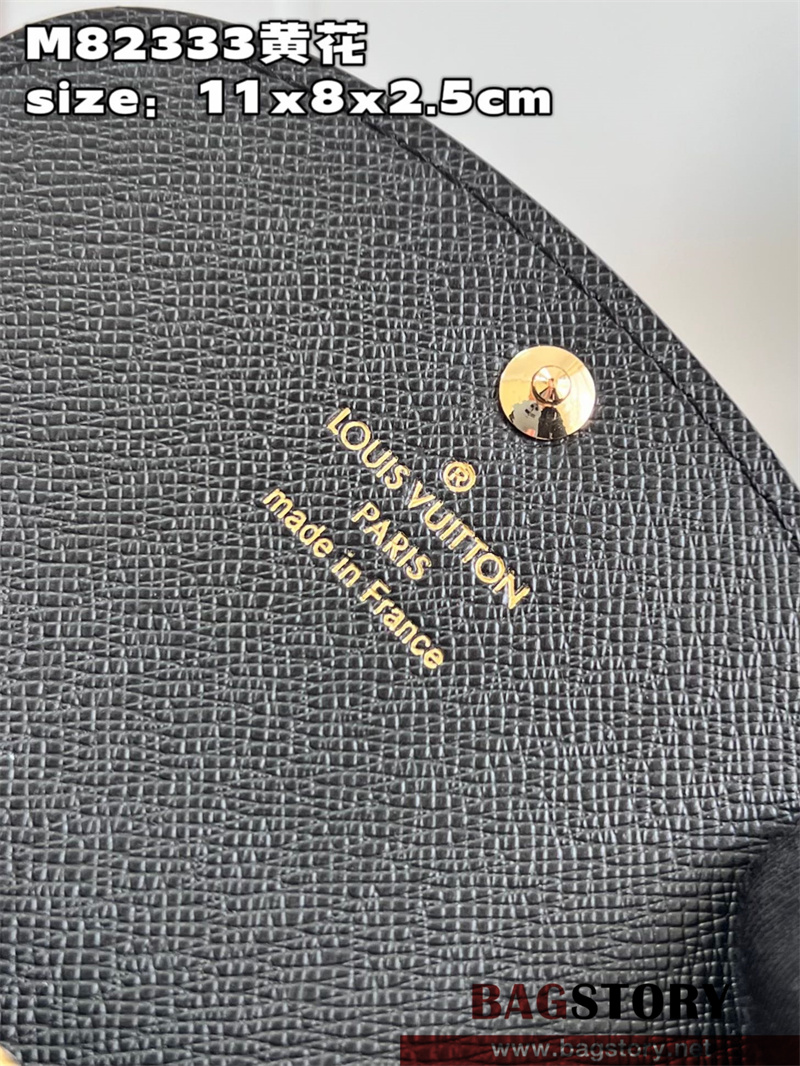 M82333黄花
size：11x8x2.5cm
LOUIS VUITTON
®
PARIS
made in France
BAGSTORY
www.bagstory.net